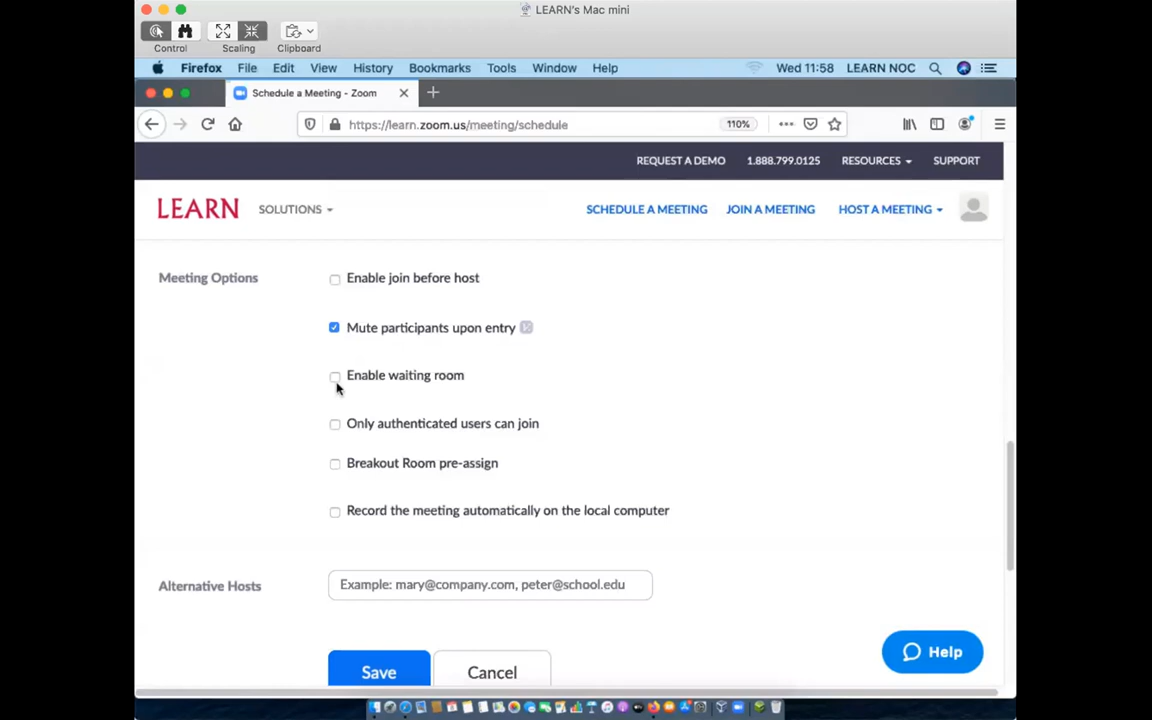 LEARN's Mac mini
Control Scaling Clipboard
Firefox File Edit View History Bookmarks Tools Window Help Wed 11:58 LEARN NOC
Schedule a Meeting - Zoom
https://learn.zoom.us/meeting/schedule 110%
REQUEST A DEMO 1.888.799.0125 RESOURCES SUPPORT
LEARN SOLUTIONS SCHEDULE A MEETING JOIN A MEETING HOST A MEETING
Meeting Options Enable join before host
Mute participants upon entry
Enable waiting room
Only authenticated users can join
Breakout Room pre-assign
Record the meeting automatically on the local computer
Alternative Hosts Example: mary@company.com, peter@school.edu
Save Cancel Help